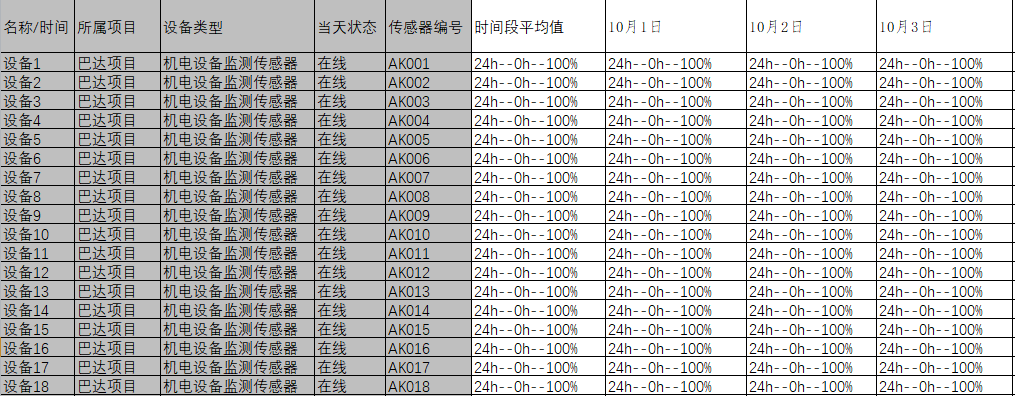 名称/时间 所属项目 设备类型 当天状态 传感器编号 时间段平均值 10月1日 10月2日 10月3日
设备1 巴达项目 机电设备监测传感器 在线 AK001 24h--0h--100% 24h--0h--100% 24h--0h--100% 24h--0h--100%
设备2 巴达项目 机电设备监测传感器 在线 AK002 24h--0h--100% 24h--0h--100% 24h--0h--100% 24h--0h--100%
设备3 巴达项目 机电设备监测传感器 在线 AK003 24h--0h--100% 24h--0h--100% 24h--0h--100% 24h--0h--100%
设备4 巴达项目 机电设备监测传感器 在线 AK004 24h--0h--100% 24h--0h--100% 24h--0h--100% 24h--0h--100%
设备5 巴达项目 机电设备监测传感器 在线 AK005 24h--0h--100% 24h--0h--100% 24h--0h--100% 24h--0h--100%
设备6 巴达项目 机电设备监测传感器 在线 AK006 24h--0h--100% 24h--0h--100% 24h--0h--100% 24h--0h--100%
设备7 巴达项目 机电设备监测传感器 在线 AK007 24h--0h--100% 24h--0h--100% 24h--0h--100% 24h--0h--100%
设备8 巴达项目 机电设备监测传感器 在线 AK008 24h--0h--100% 24h--0h--100% 24h--0h--100% 24h--0h--100%
设备9 巴达项目 机电设备监测传感器 在线 AK009 24h--0h--100% 24h--0h--100% 24h--0h--100% 24h--0h--100%
设备10 巴达项目 机电设备监测传感器 在线 AK010 24h--0h--100% 24h--0h--100% 24h--0h--100% 24h--0h--100%
设备11 巴达项目 机电设备监测传感器 在线 AK011 24h--0h--100% 24h--0h--100% 24h--0h--100% 24h--0h--100%
设备12 巴达项目 机电设备监测传感器 在线 AK012 24h--0h--100% 24h--0h--100% 24h--0h--100% 24h--0h--100%
设备13 巴达项目 机电设备监测传感器 在线 AK013 24h--0h--100% 24h--0h--100% 24h--0h--100% 24h--0h--100%
设备14 巴达项目 机电设备监测传感器 在线 AK014 24h--0h--100% 24h--0h--100% 24h--0h--100% 24h--0h--100%
设备15 巴达项目 机电设备监测传感器 在线 AK015 24h--0h--100% 24h--0h--100% 24h--0h--100% 24h--0h--100%
设备16 巴达项目 机电设备监测传感器 在线 AK016 24h--0h--100% 24h--0h--100% 24h--0h--100% 24h--0h--100%
设备17 巴达项目 机电设备监测传感器 在线 AK017 24h--0h--100% 24h--0h--100% 24h--0h--100% 24h--0h--100%
设备18 巴达项目 机电设备监测传感器 在线 AK018 24h--0h--100% 24h--0h--100% 24h--0h--100% 24h--0h--100%